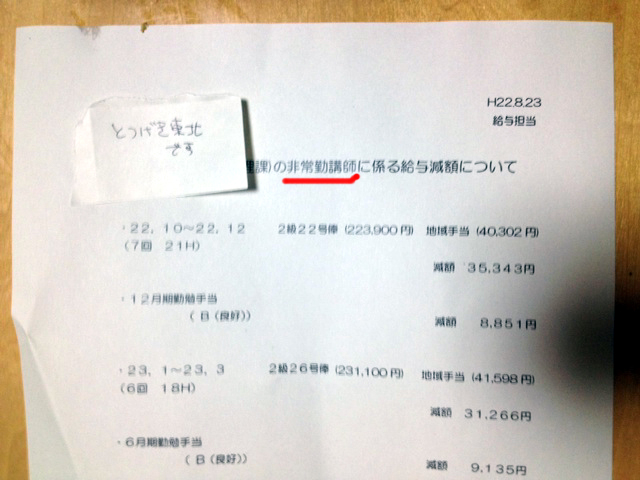 H22.8.23
給与担当
とつげき東北
です
理課)の非常勤講師に係る給与減額について
・22.10~22.12 2級22号俸(223,900円) 地域手当(40,302円)
(7回 21H)
減額 35,343円
・12月期勤勉手当
(B(良好))
減額 8,851円
・23.1~23.3 2級26号俸(231,100円) 地域手当(41,598円)
(6回 18H)
減額 31,266円
・6月期勤勉手当
(B(良好))
減額 9,135円